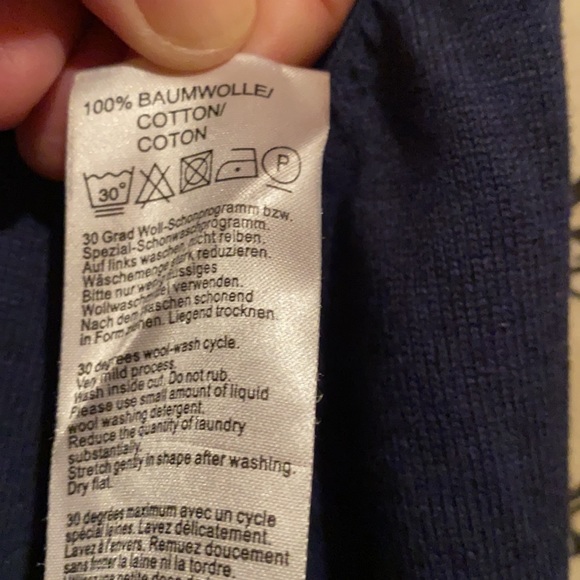 100% BAUMWOLLE/
COTTON/
COTON
30° P
30 Grad Woll-Schonprogramm bzw.
Spezial-Schonwaschprogramm.
Auf links waschen, nicht reiben.
Wäschemenge stark reduzieren.
Bitte nur wenig flüssiges
Wollwaschmittel verwenden.
Nach dem Waschen schonend
in Form ziehen. Liegend trocknen.
30 degrees wool-wash cycle.
Very mild process.
Wash inside out. Do not rub.
Please use small amount of liquid
wool washing detergent.
Reduce the quantity of laundry
substantially.
Stretch gently in shape after washing.
Dry flat.
30 degrées maximum avec un cycle
spécial laines. Lavez délicatement.
Lavez à l'envers. Remuez doucement
sans frotter la laine ni la tordre.